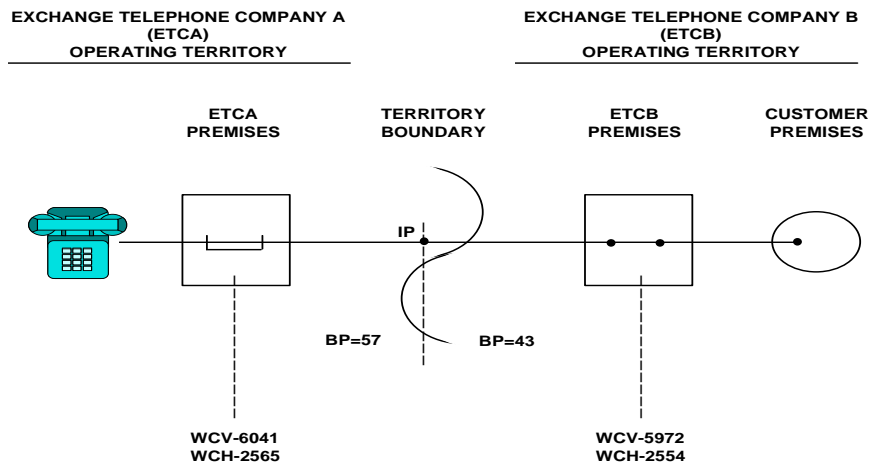 EXCHANGE TELEPHONE COMPANY A
(ETCA)
OPERATING TERRITORY
EXCHANGE TELEPHONE COMPANY B
(ETCB)
OPERATING TERRITORY
ETCA
PREMISES
TERRITORY
BOUNDARY
ETCB
PREMISES
CUSTOMER
PREMISES
IP
BP=57
BP=43
WCV-6041
WCH-2565
WCV-5972
WCH-2554